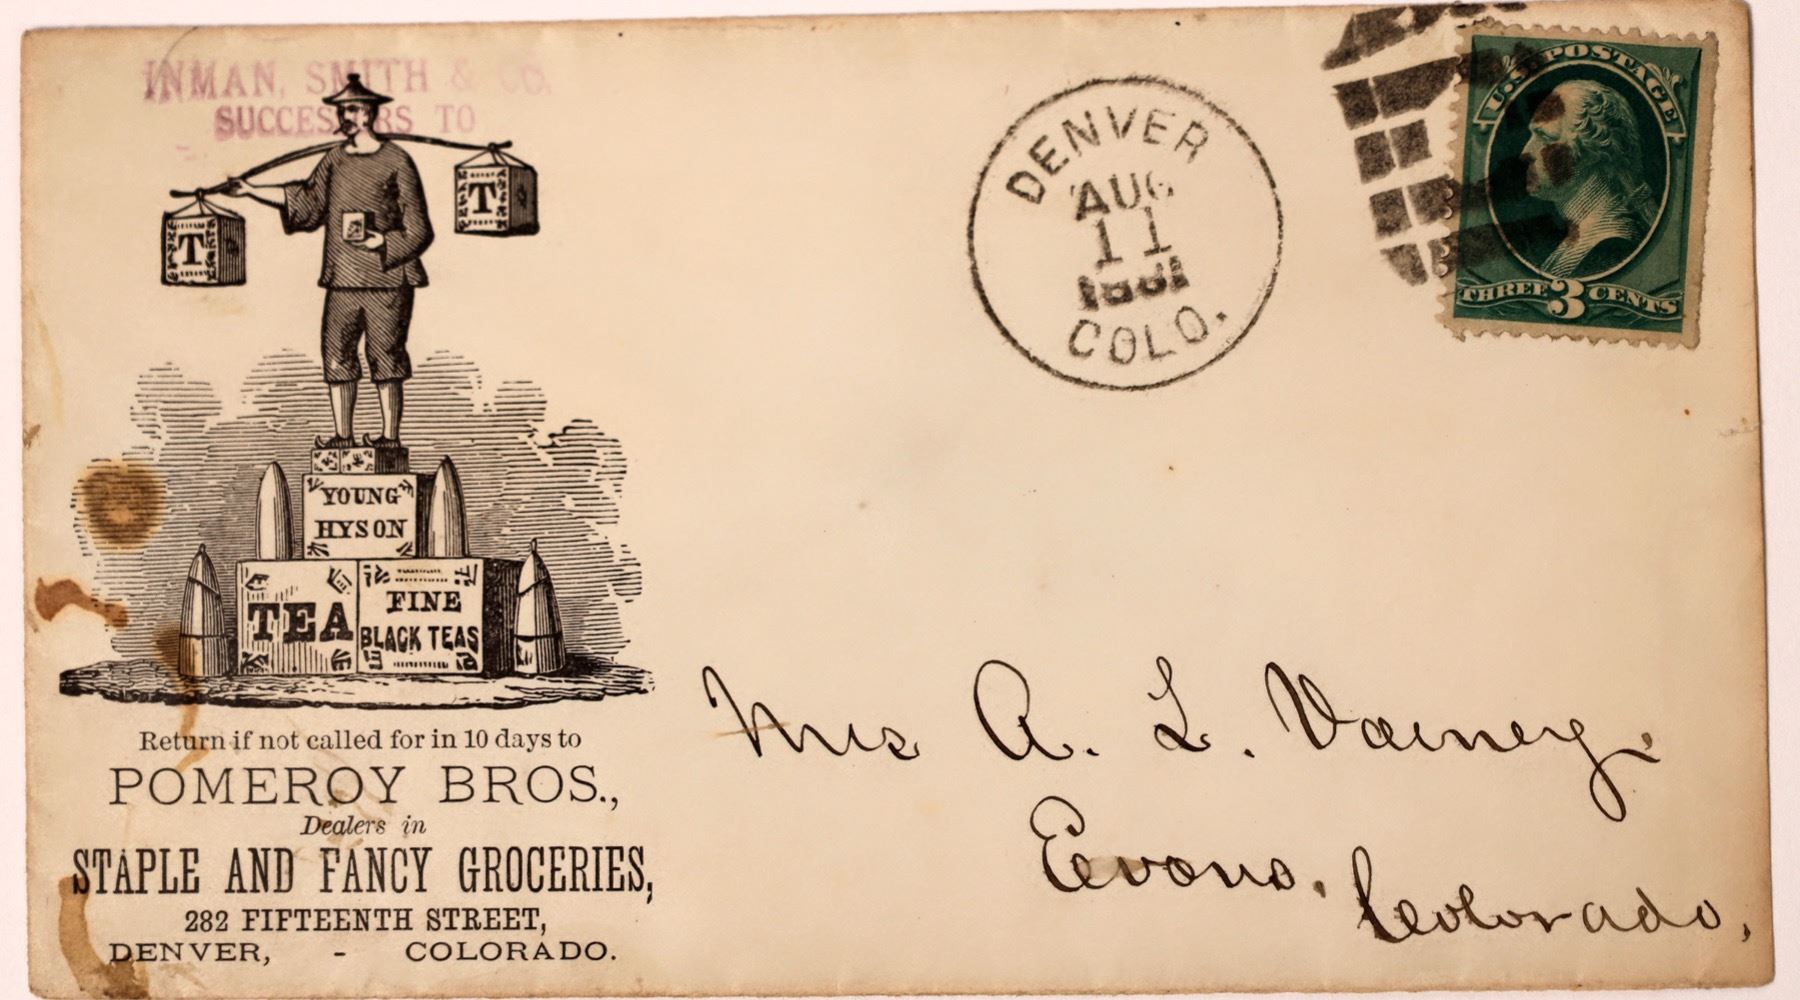 INMAN, SMITH & CO.
SUCCESSORS TO
T
T
YOUNG
HYSON
TEA
FINE
BLACK TEAS
Return if not called for in 10 days to
POMEROY BROS.,
Dealers in
STAPLE AND FANCY GROCERIES,
282 FIFTEENTH STREET,
DENVER, - COLORADO.
DENVER
AUG
11
1881
COLO.
U.S. POSTAGE
THREE 3 CENTS
Mrs A. L. Vainey.
Evans.
Colorado,